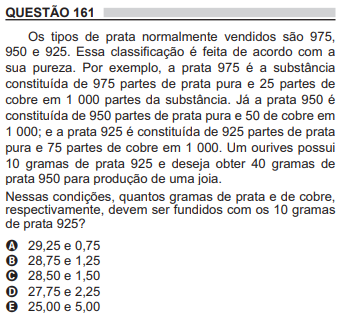 QUESTÃO 161
Os tipos de prata normalmente vendidos são 975,
950 e 925. Essa classificação é feita de acordo com a
sua pureza. Por exemplo, a prata 975 é a substância
constituída de 975 partes de prata pura e 25 partes de
cobre em 1 000 partes da substância. Já a prata 950 é
constituída de 950 partes de prata pura e 50 de cobre em
1 000; e a prata 925 é constituída de 925 partes de prata
pura e 75 partes de cobre em 1 000. Um ourives possui
10 gramas de prata 925 e deseja obter 40 gramas de
prata 950 para produção de uma joia.
Nessas condições, quantos gramas de prata e de cobre,
respectivamente, devem ser fundidos com os 10 gramas
de prata 925?
A 29,25 e 0,75
B 28,75 e 1,25
C 28,50 e 1,50
D 27,75 e 2,25
E 25,00 e 5,00